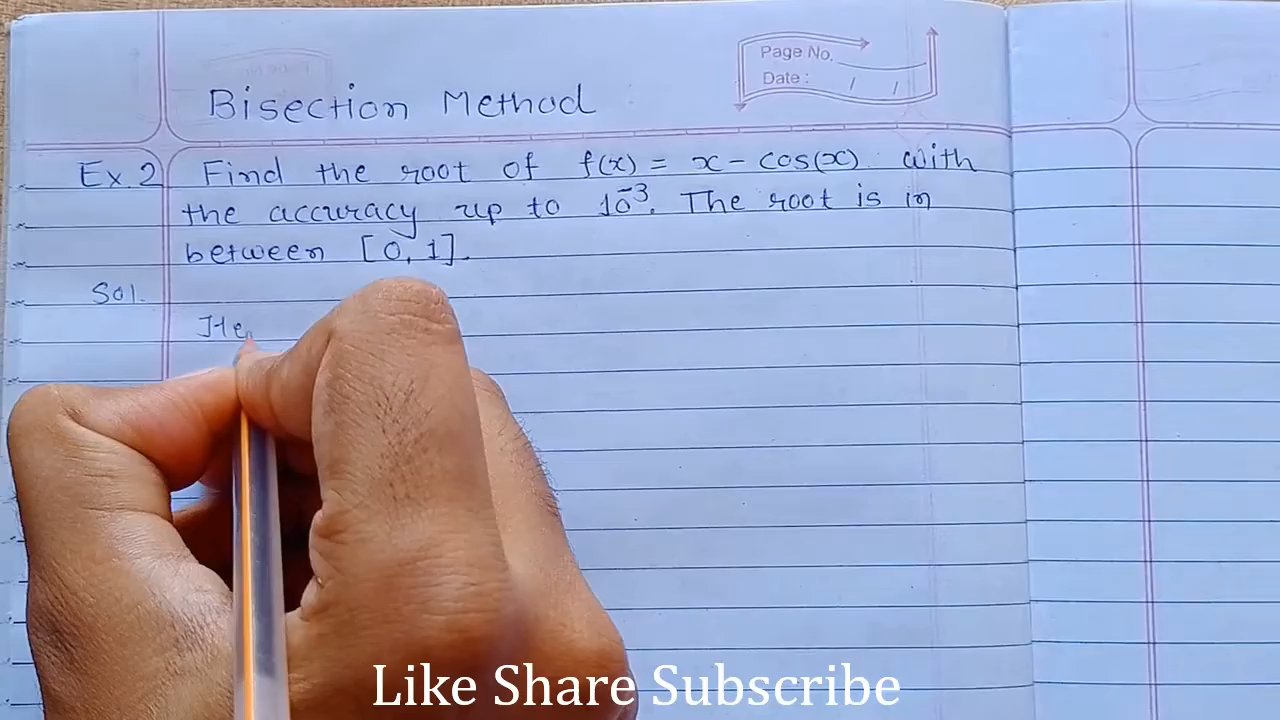 Page No.
Date : / /
Bisection Method
Ex.2 Find the root of f(x) = x - cos(x) with
the accuracy up to 10⁻³. The root is in
between [0, 1].
Sol.
Like Share Subscribe